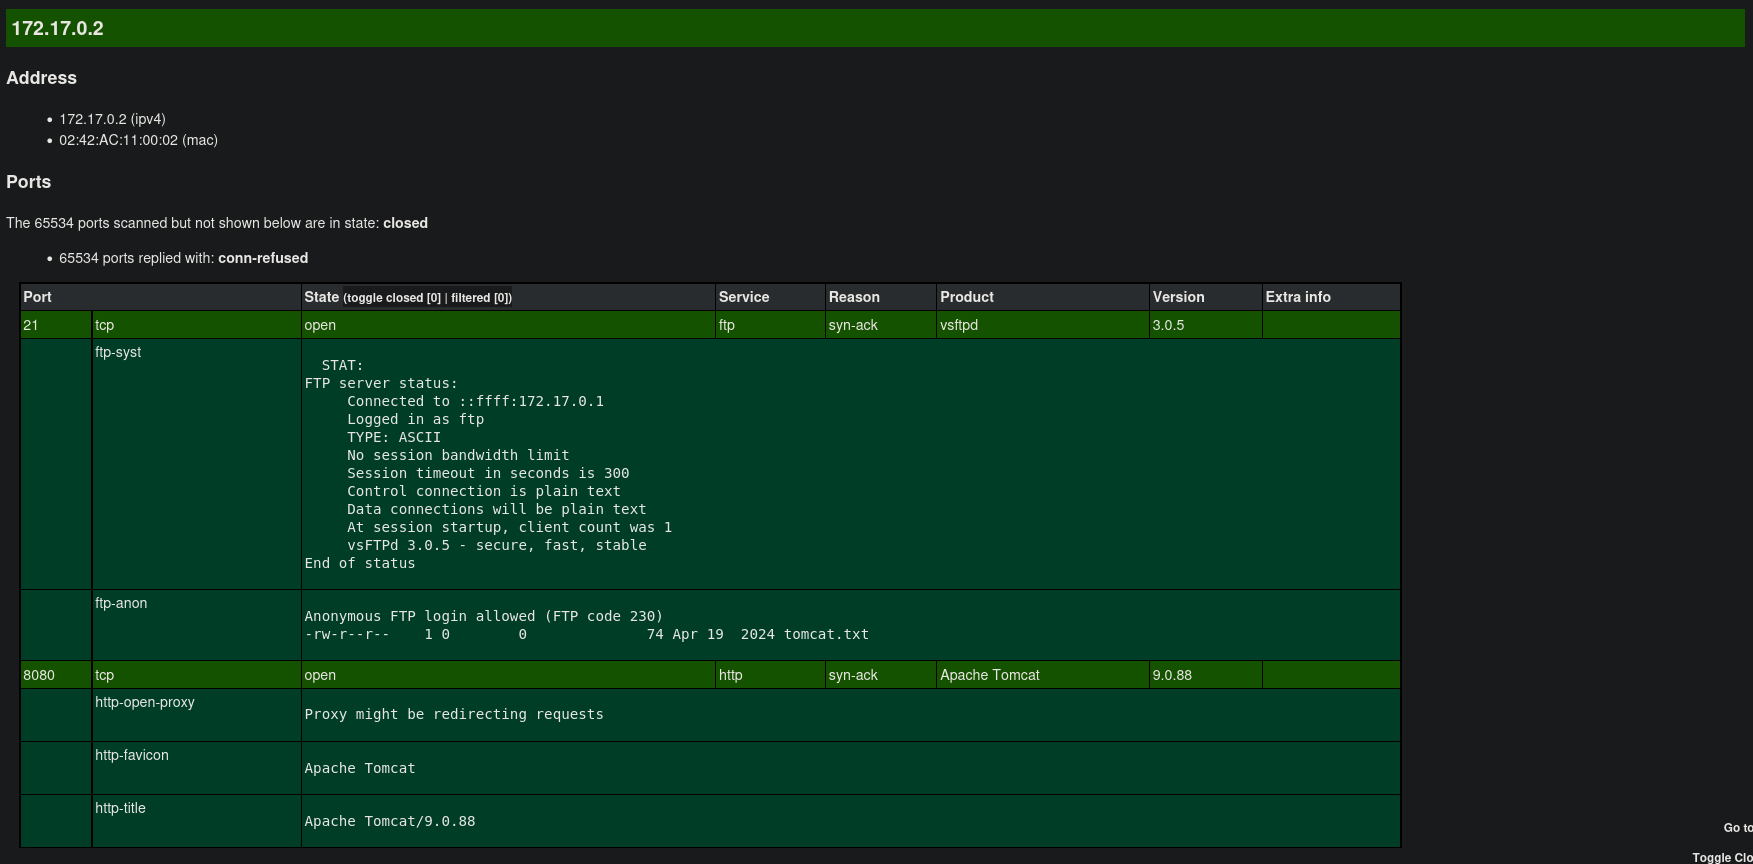 172.17.0.2
Address
• 172.17.0.2 (ipv4)
• 02:42:AC:11:00:02 (mac)
Ports
The 65534 ports scanned but not shown below are in state: closed
• 65534 ports replied with: conn-refused
Port State (toggle closed [0] | filtered [0]) Service Reason Product Version Extra info
21 tcp open ftp syn-ack vsftpd 3.0.5
ftp-syst
STAT:
FTP server status:
Connected to ::ffff:172.17.0.1
Logged in as ftp
TYPE: ASCII
No session bandwidth limit
Session timeout in seconds is 300
Control connection is plain text
Data connections will be plain text
At session startup, client count was 1
vsFTPd 3.0.5 - secure, fast, stable
End of status
ftp-anon
Anonymous FTP login allowed (FTP code 230)
-rw-r--r-- 1 0 0 74 Apr 19 2024 tomcat.txt
8080 tcp open http syn-ack Apache Tomcat 9.0.88
http-open-proxy
Proxy might be redirecting requests
http-favicon
Apache Tomcat
http-title
Apache Tomcat/9.0.88
Go to
Toggle Clo